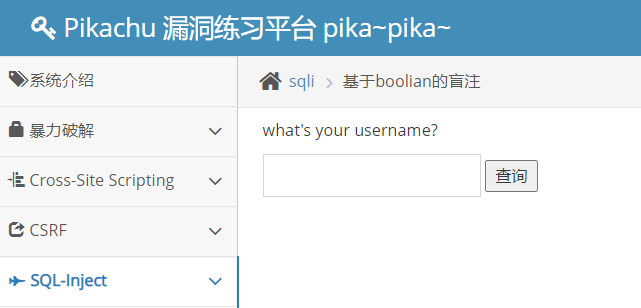 Pikachu 漏洞练习平台 pika~pika~
系统介绍
sqli > 基于boolian的盲注
暴力破解
what's your username?
Cross-Site Scripting
查询
CSRF
SQL-Inject